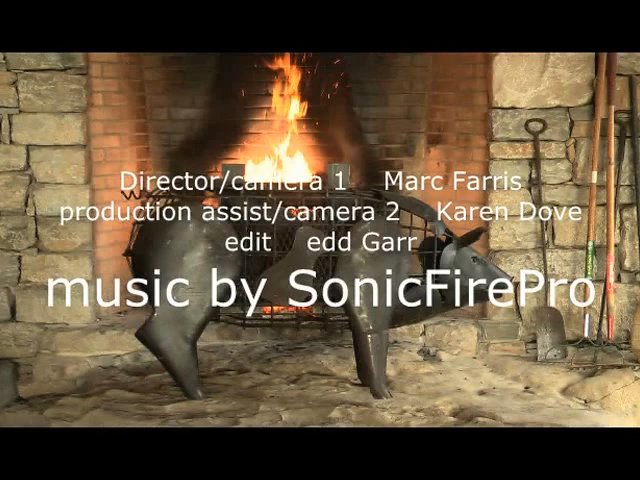 Director/camera 1 Marc Farris
production assist/camera 2 Karen Dove
edit edd Garr
music by SonicFirePro